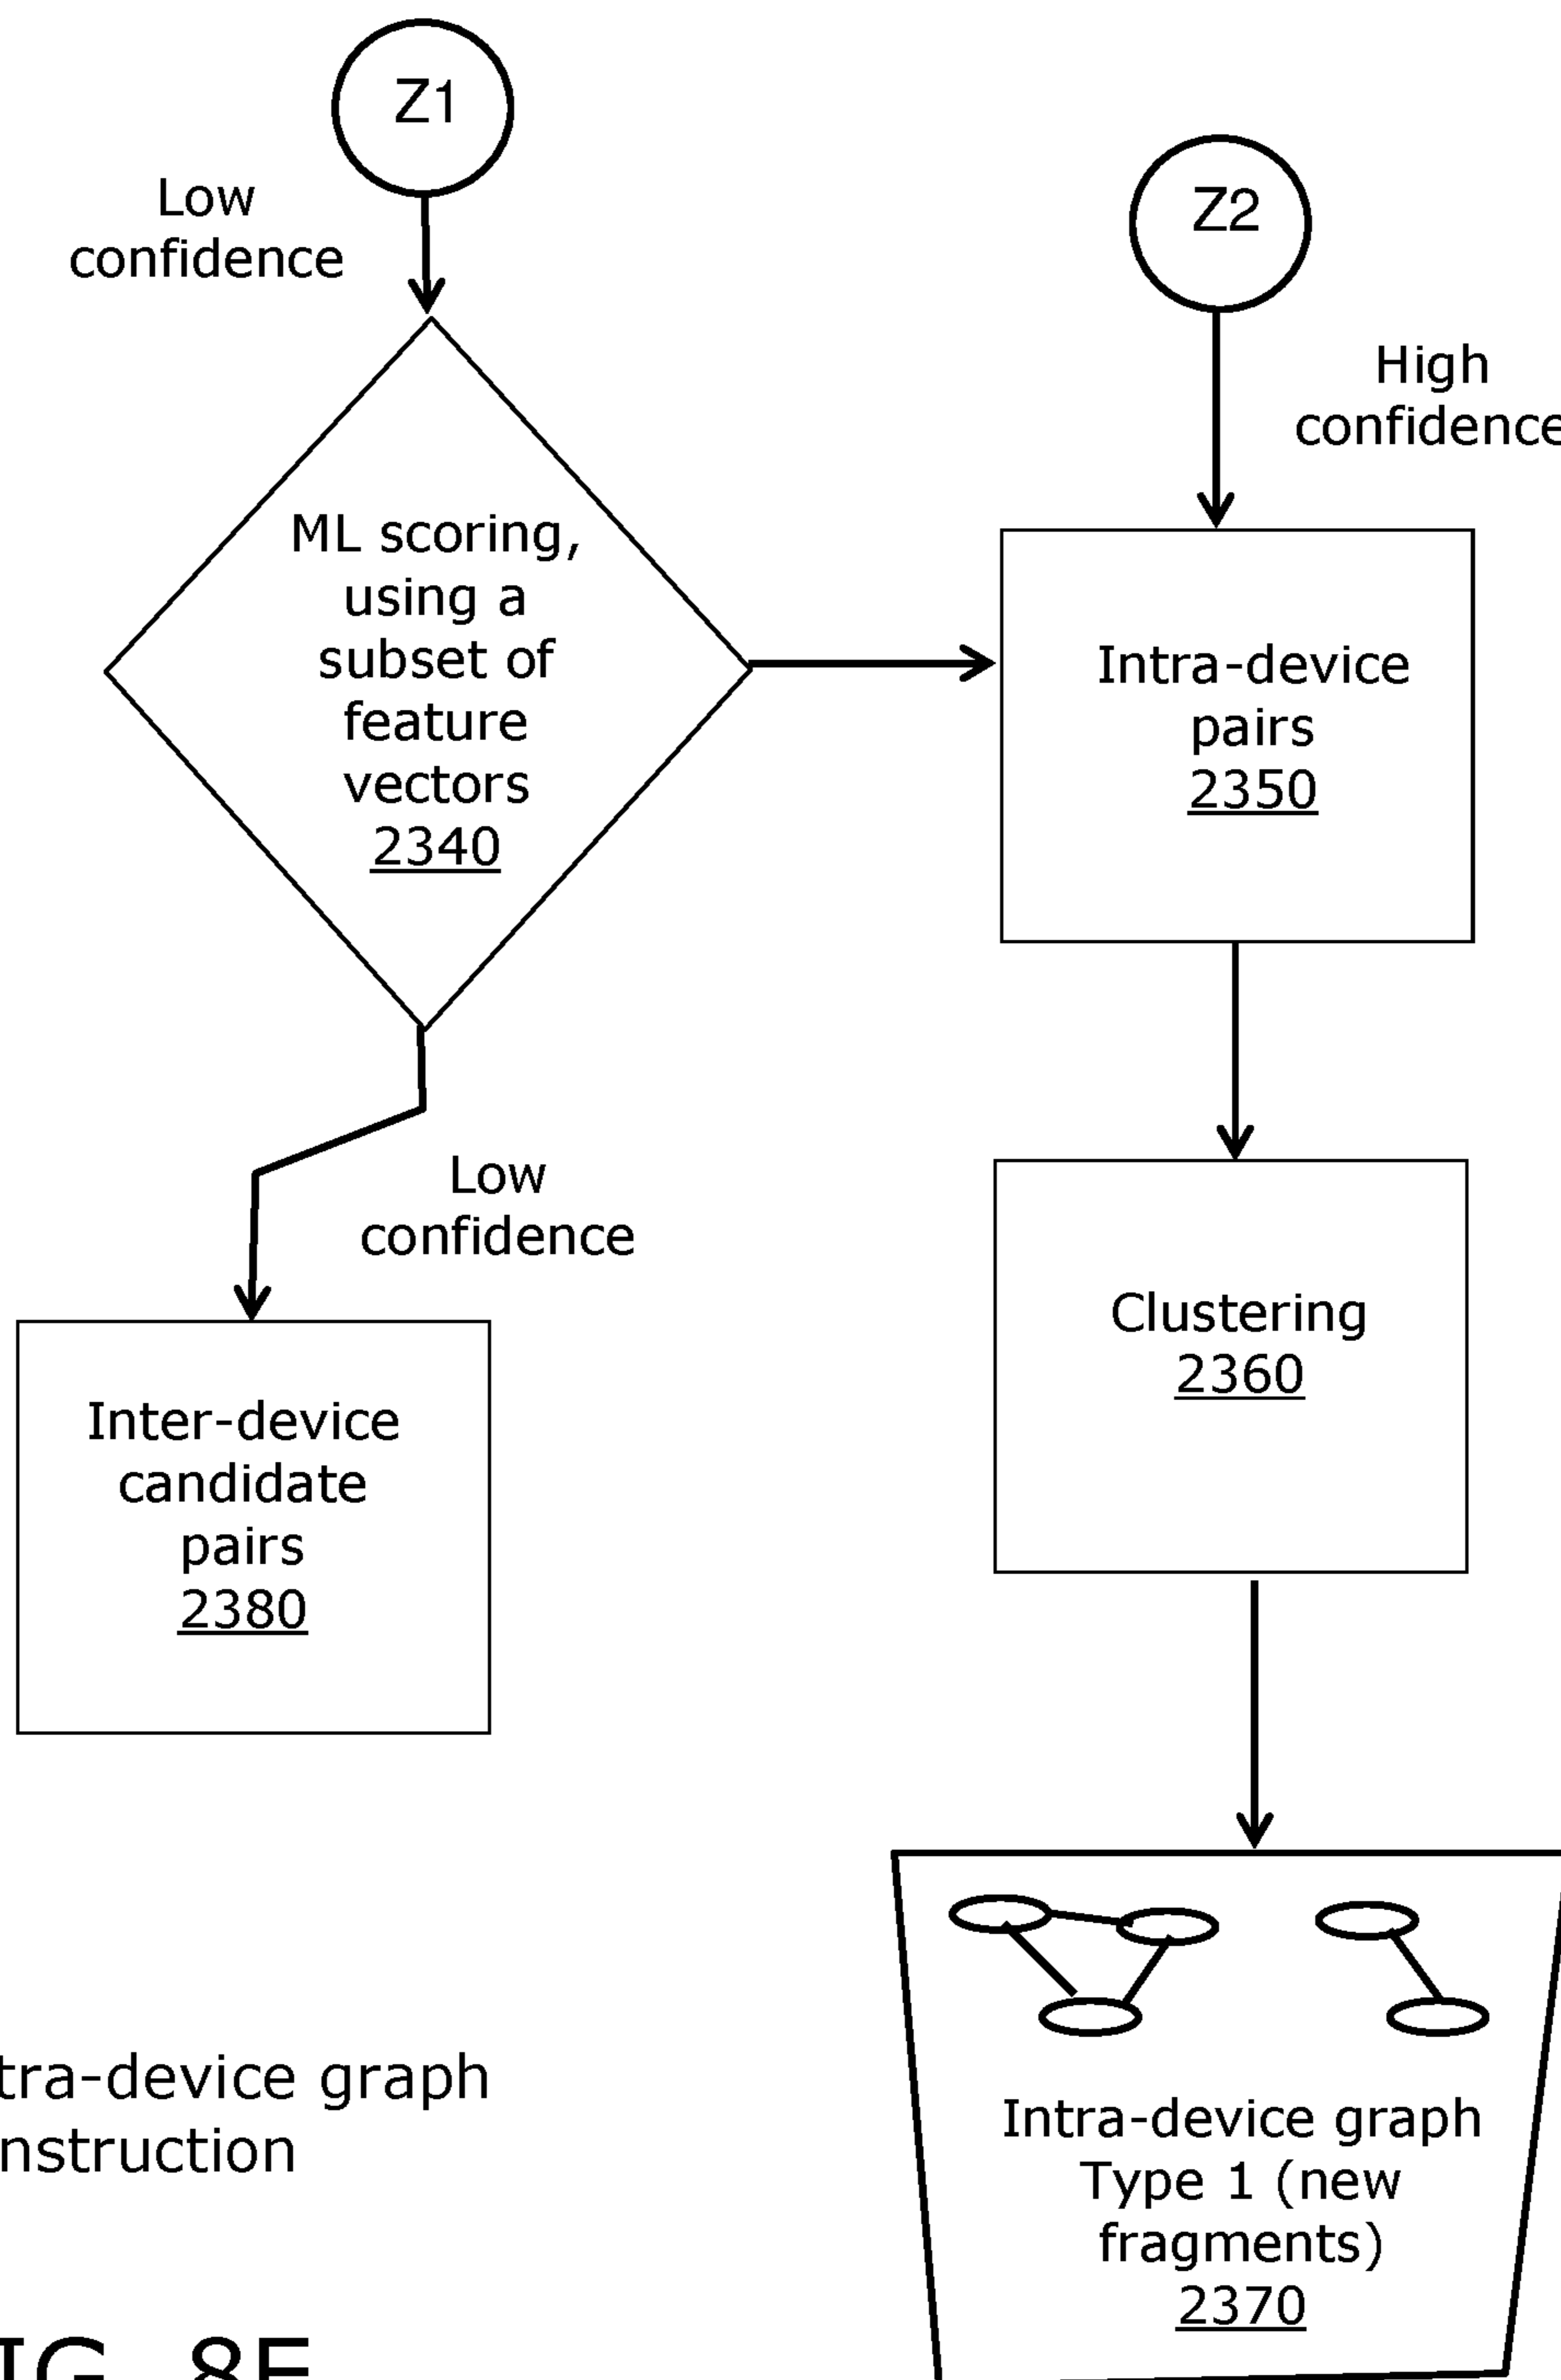 Z1
Low
confidence
Z2
High
confidence
ML scoring,
using a
subset of
feature
vectors
2340
Intra-device
pairs
2350
Low
confidence
Clustering
2360
Inter-device
candidate
pairs
2380
tra-device graph
nstruction
Intra-device graph
Type 1 (new
fragments)
2370